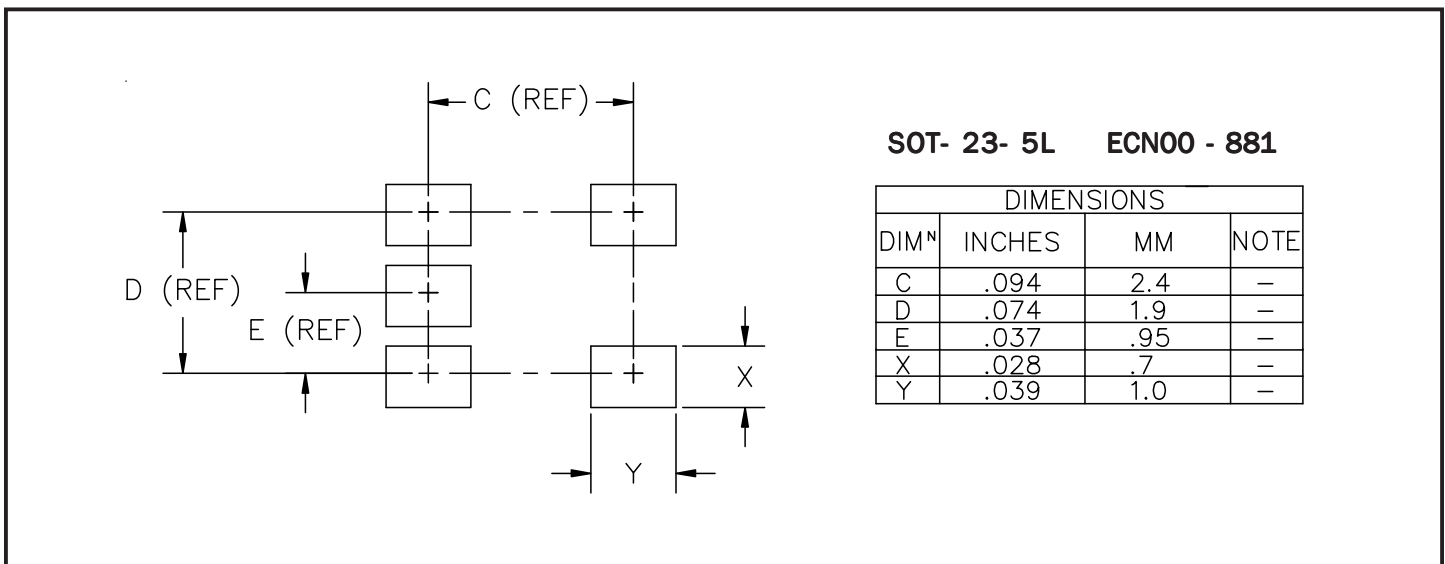 C (REF)
D (REF)
E (REF)
X
Y
SOT- 23- 5L ECN00 - 881
DIMENSIONS
DIMᴺ INCHES MM NOTE
C .094 2.4 –
D .074 1.9 –
E .037 .95 –
X .028 .7 –
Y .039 1.0 –